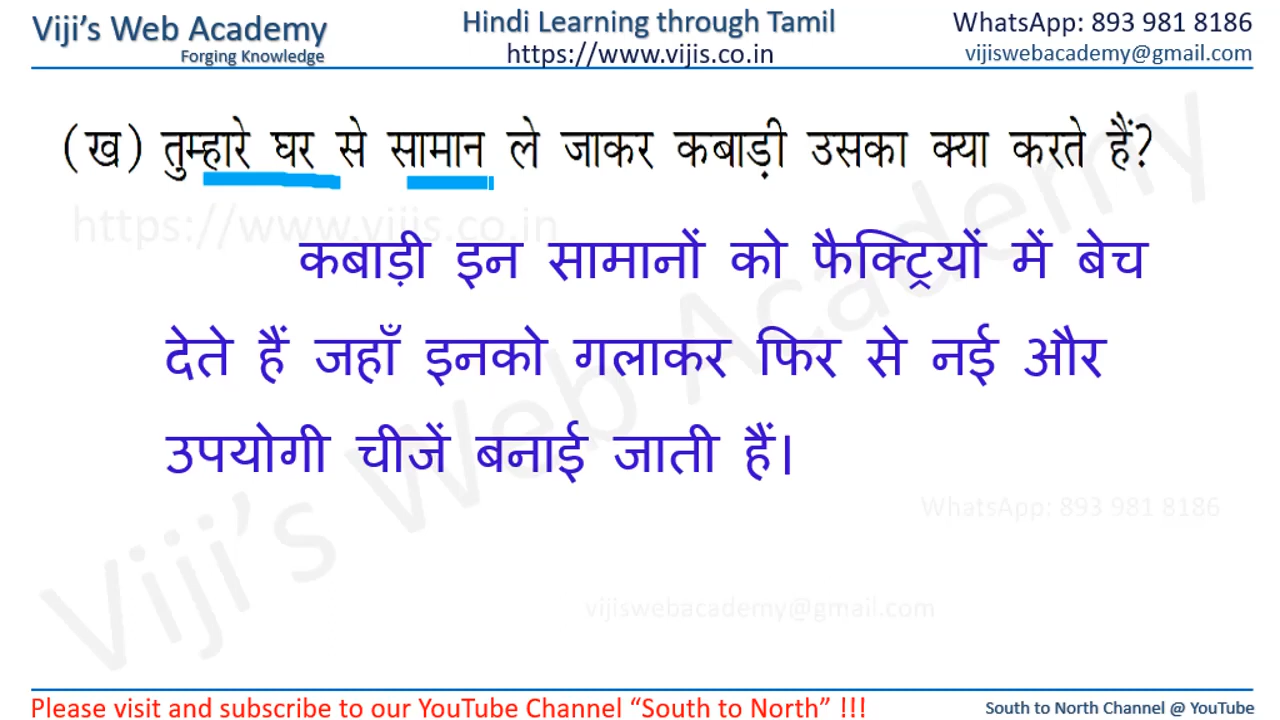 Viji's Web Academy
Forging Knowledge
Hindi Learning through Tamil
https://www.vijis.co.in
WhatsApp: 893 981 8186
vijiswebacademy@gmail.com
(ख) तुम्हारे घर से सामान ले जाकर कबाड़ी उसका क्या करते हैं?
https://www.vijis.co.in
कबाड़ी इन सामानों को फैक्ट्रियों में बेच
देते हैं जहाँ इनको गलाकर फिर से नई और
उपयोगी चीजें बनाई जाती हैं।
Viji's Web Academy
WhatsApp: 893 981 8186
vijiswebacademy@gmail.com
Please visit and subscribe to our YouTube Channel “South to North” !!!
South to North Channel @ YouTube